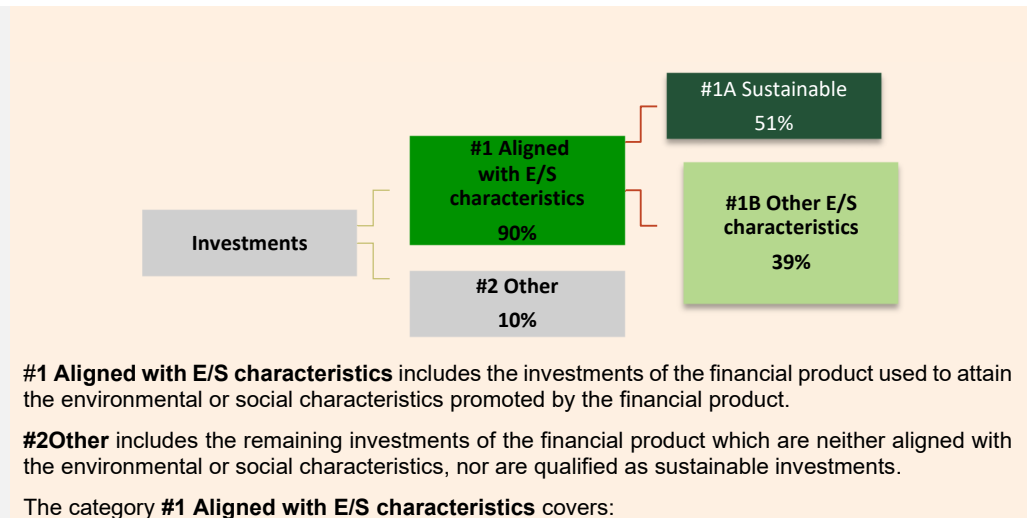 #1A Sustainable
51%
#1 Aligned
with E/S
characteristics
90%
#1B Other E/S
characteristics
39%
Investments
#2 Other
10%
#1 Aligned with E/S characteristics includes the investments of the financial product used to attain
the environmental or social characteristics promoted by the financial product.
#2Other includes the remaining investments of the financial product which are neither aligned with
the environmental or social characteristics, nor are qualified as sustainable investments.
The category #1 Aligned with E/S characteristics covers: